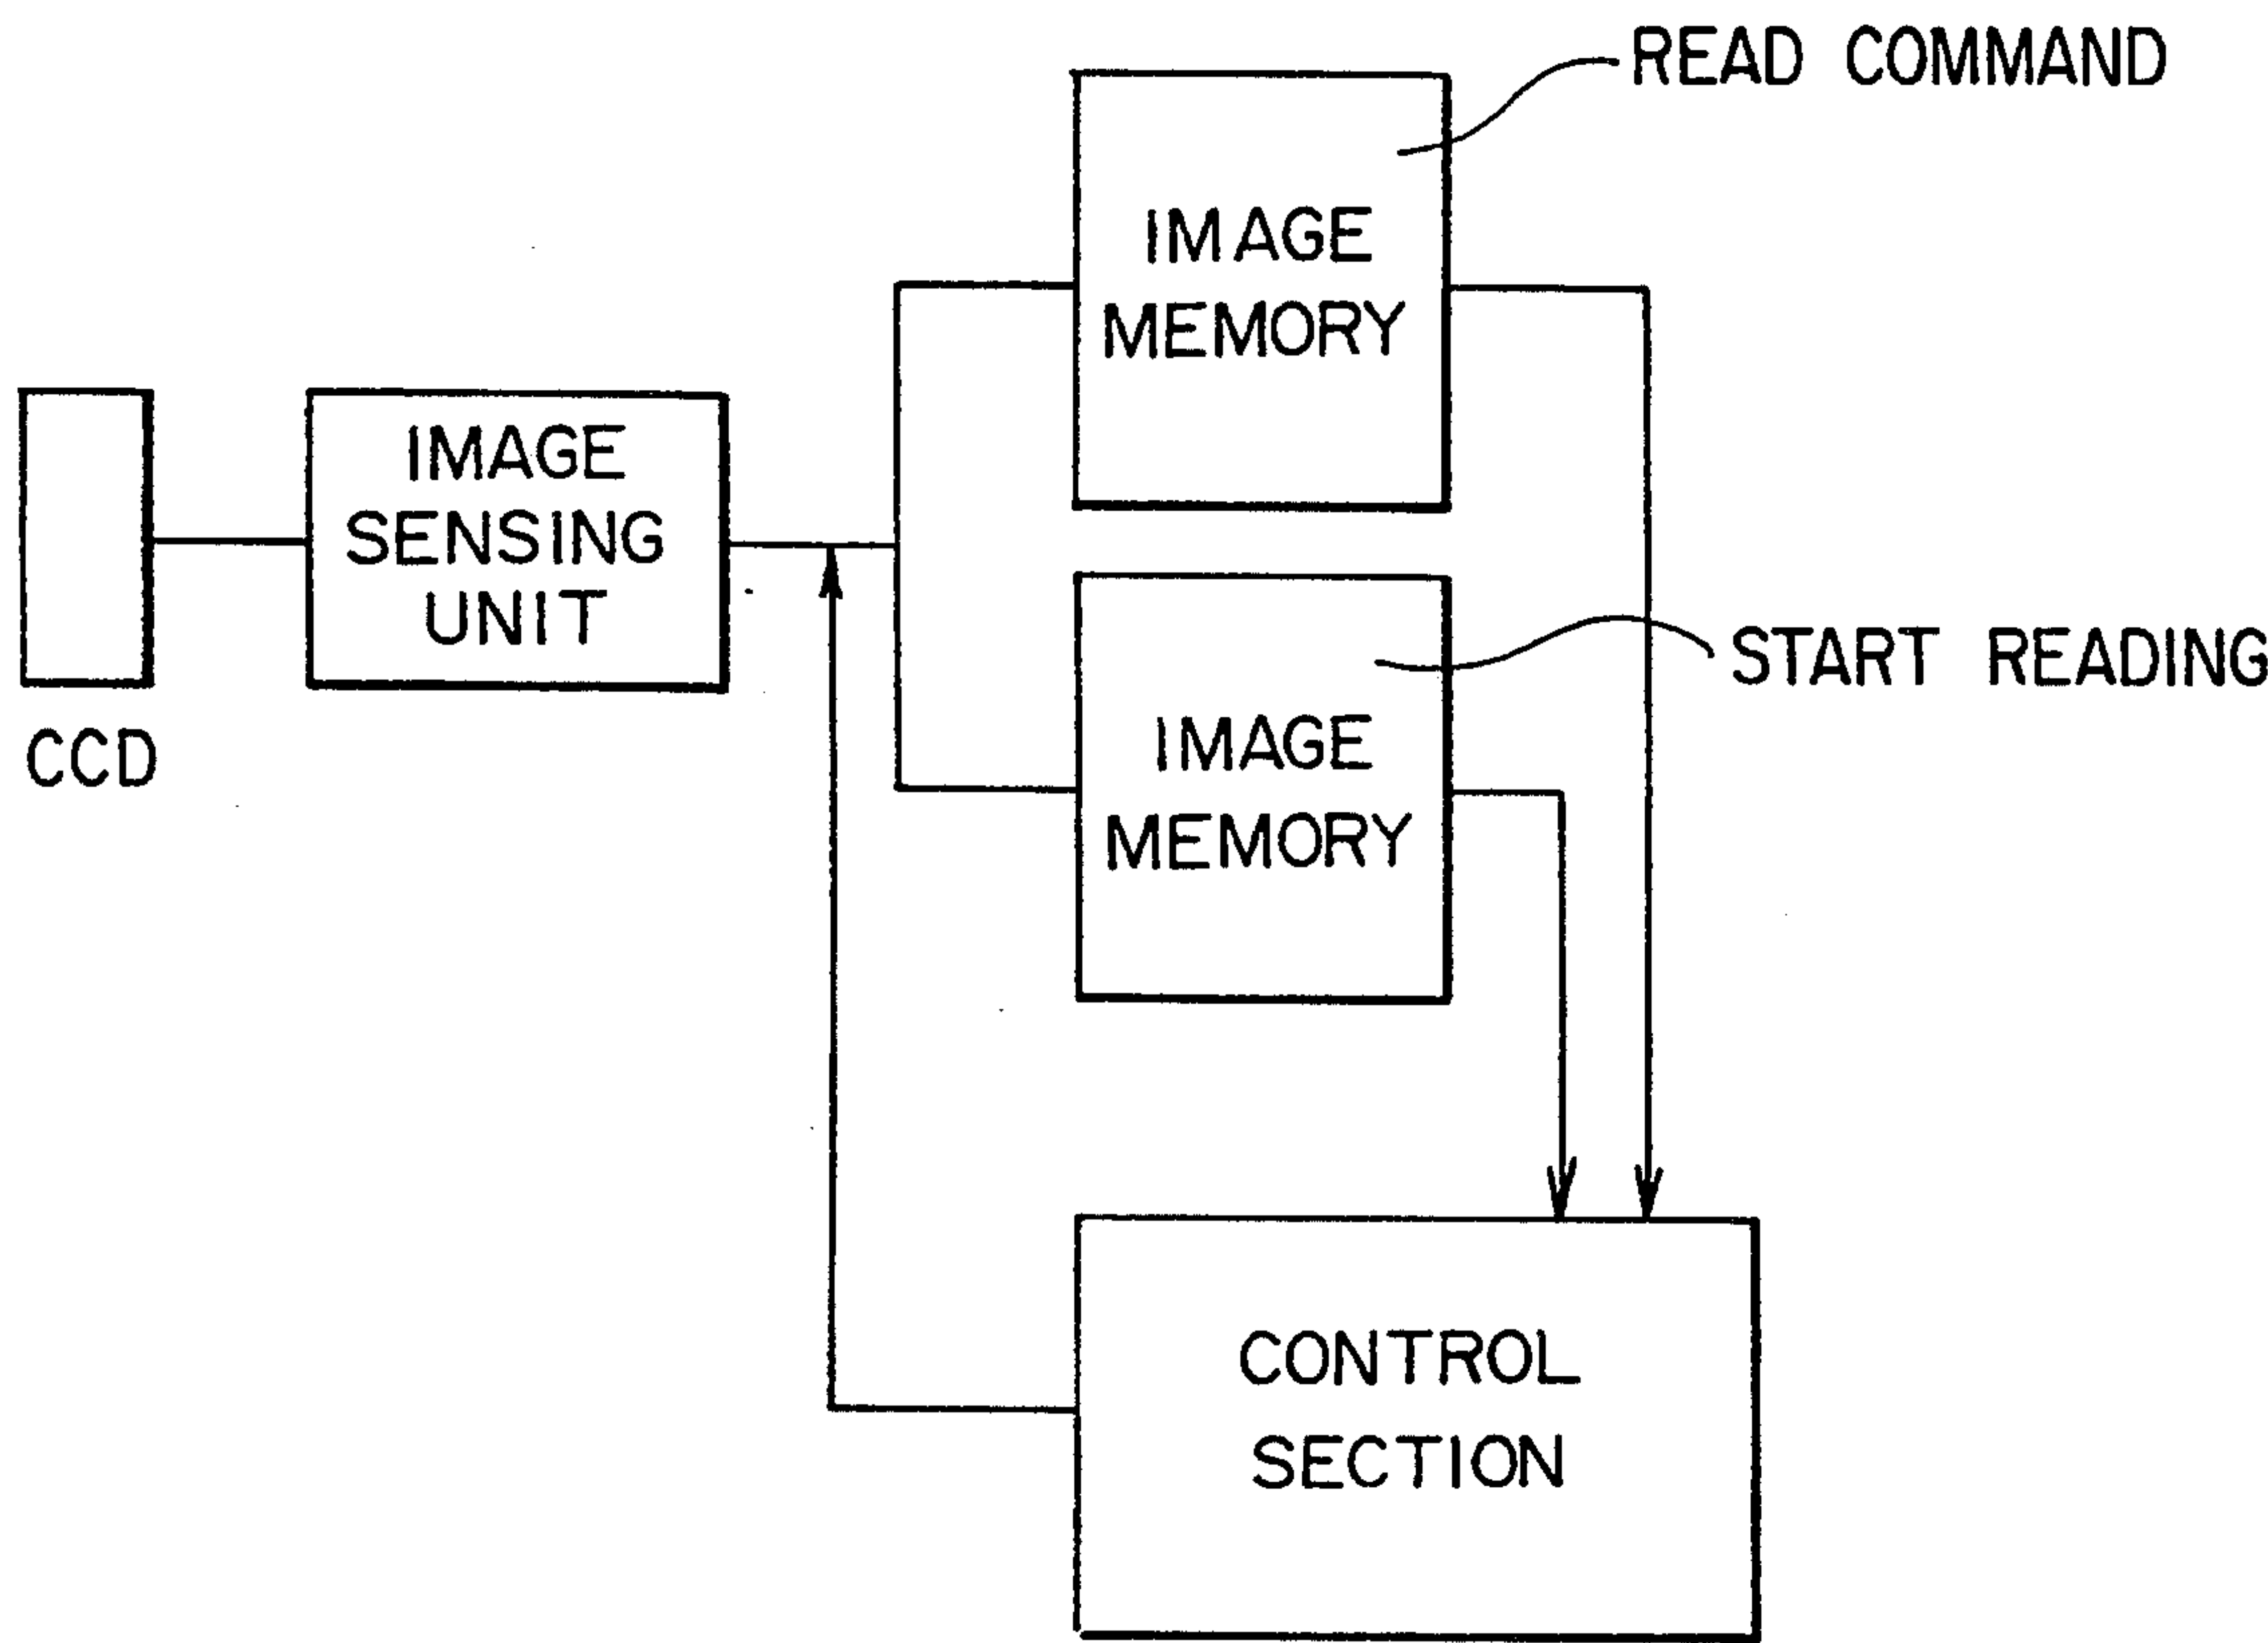 READ COMMAND
IMAGE
MEMORY
IMAGE
SENSING
UNIT
START READING
CCD
IMAGE
MEMORY
CONTROL
SECTION